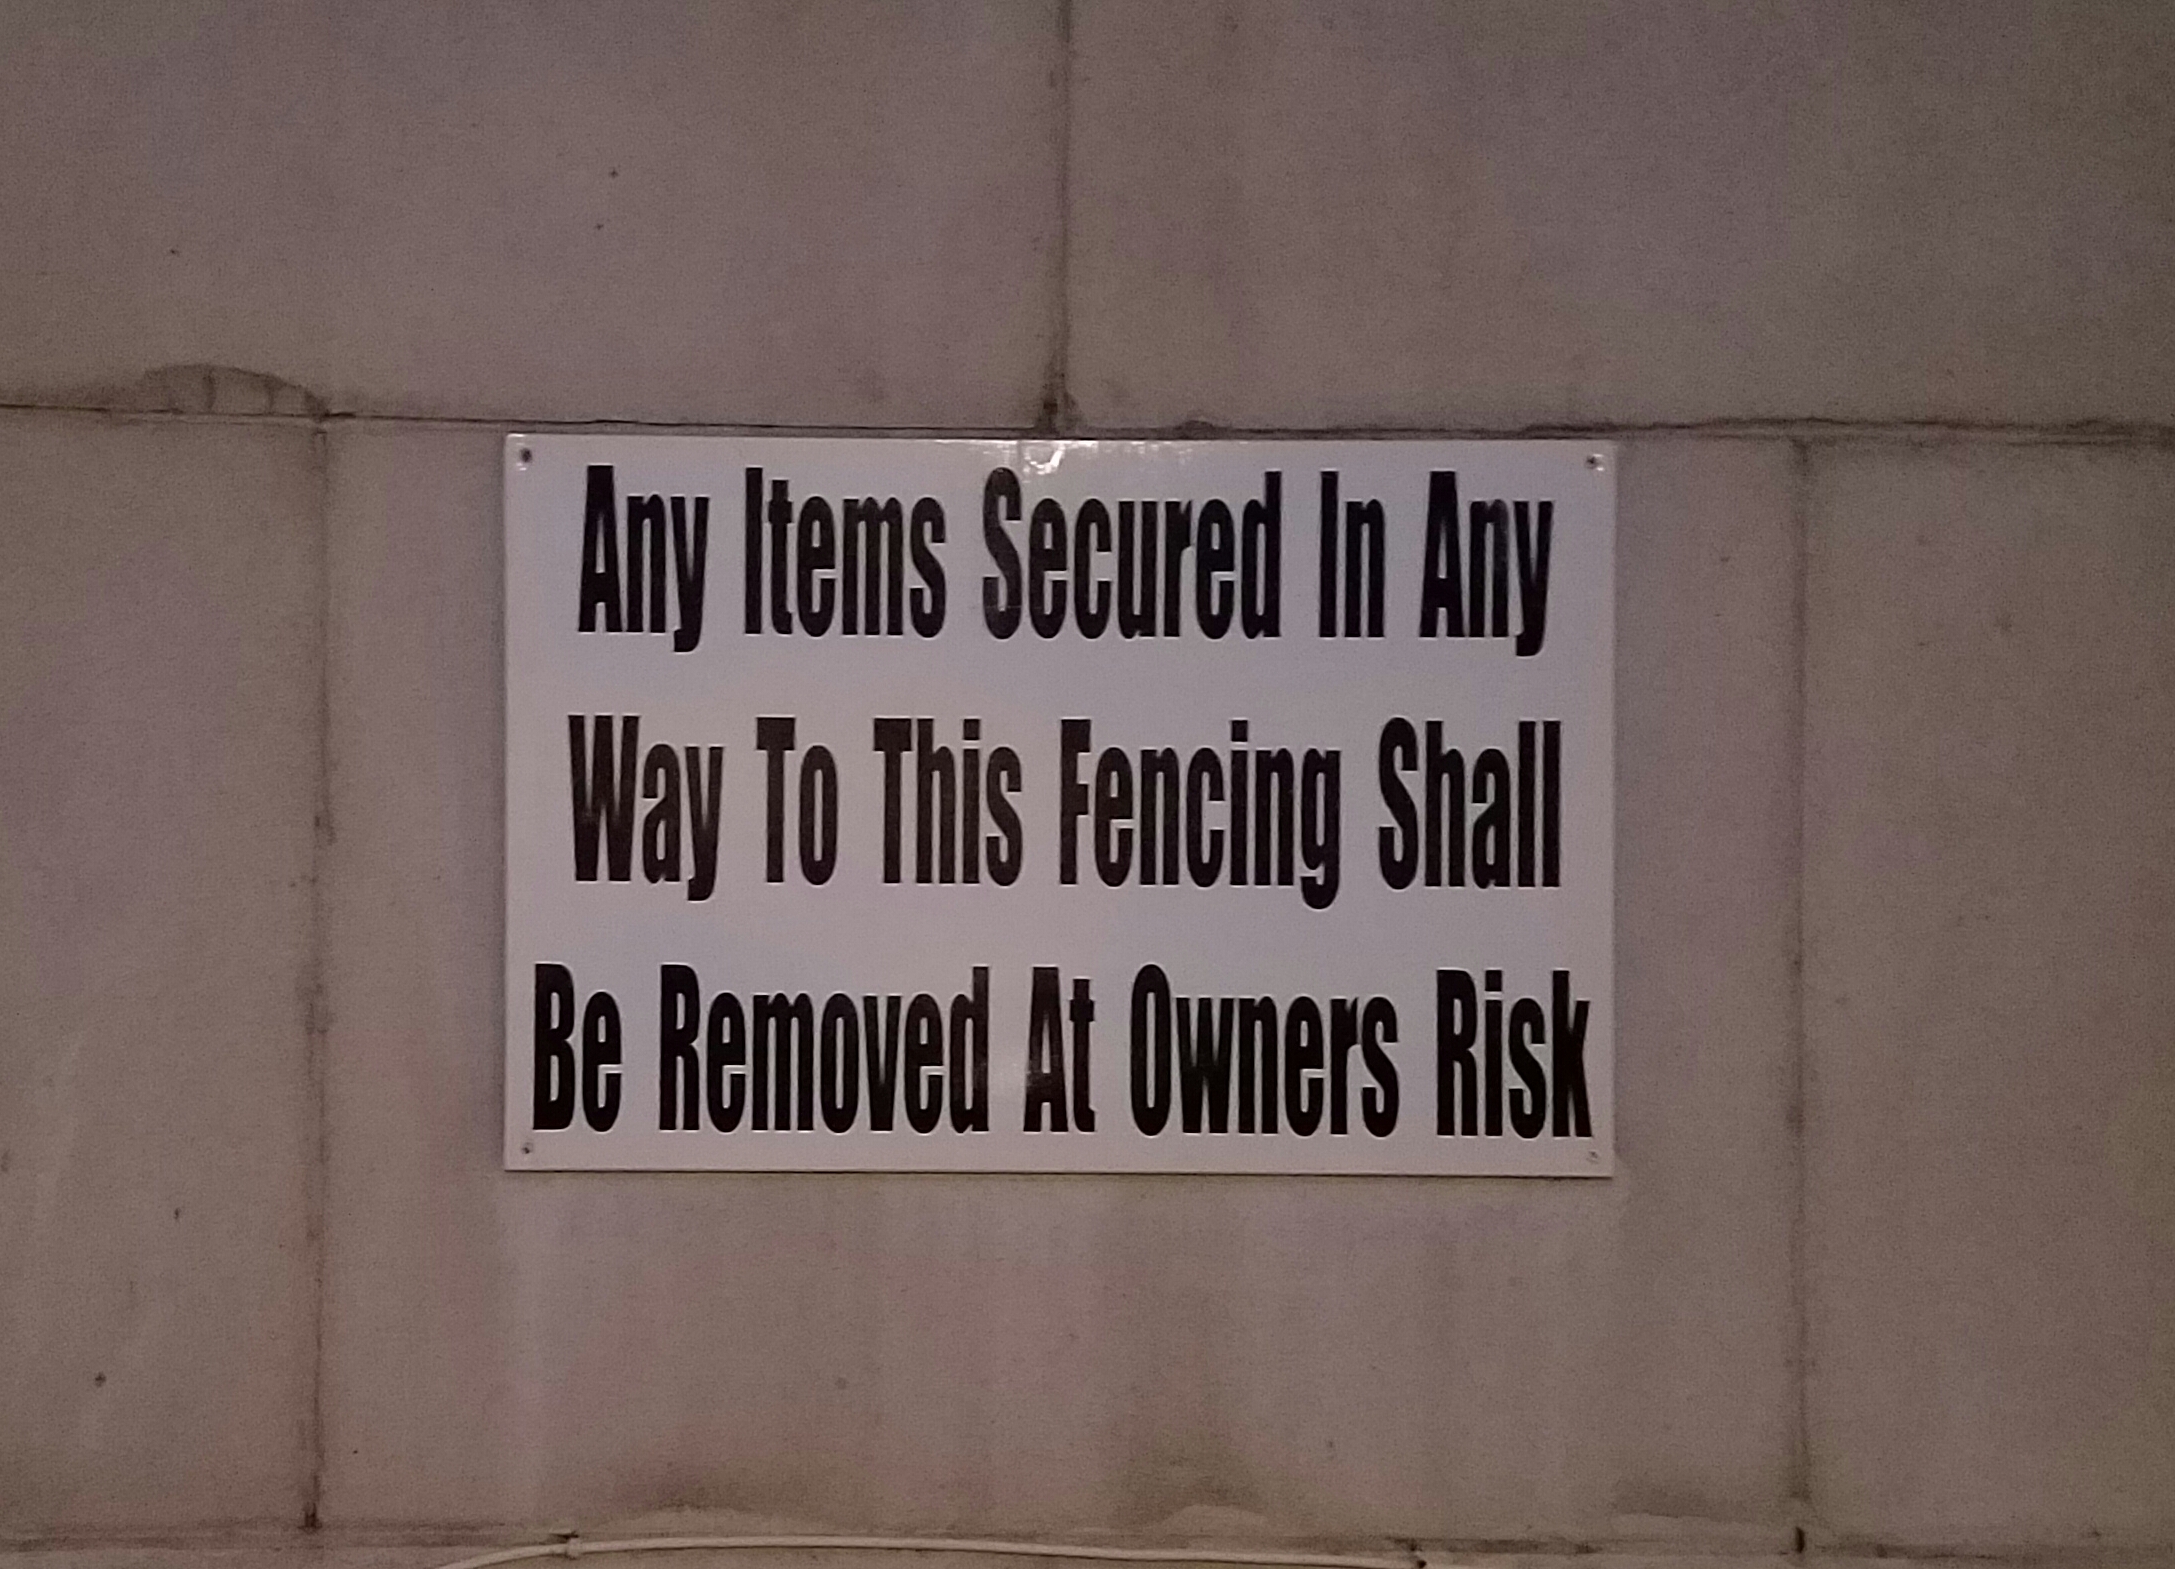 Any Items Secured In Any
Way To This Fencing Shall
Be Removed At Owners Risk